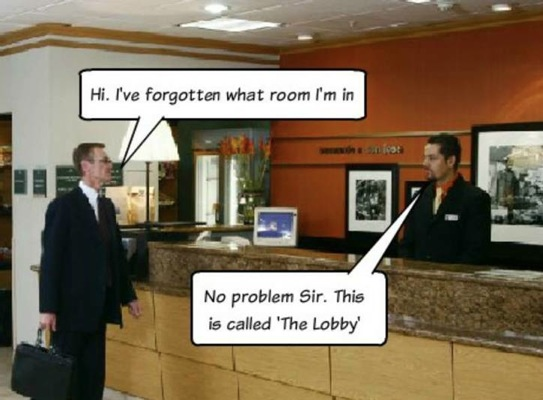 Hi. I've forgotten what room I'm in
No problem Sir. This
is called 'The Lobby'